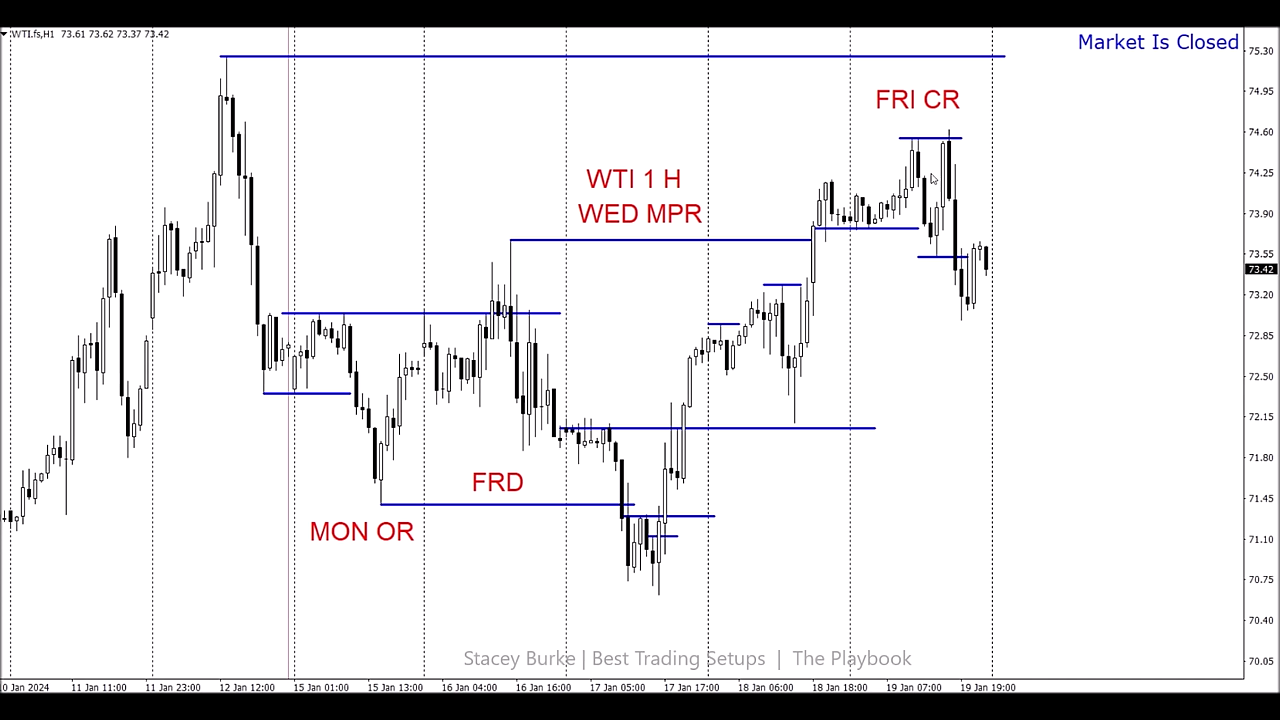 WTI.fs,H1 73.61 73.62 73.37 73.42
Market Is Closed
FRI CR
WTI 1 H
WED MPR
FRD
MON OR
Stacey Burke | Best Trading Setups | The Playbook
75.30
74.95
74.60
74.25
73.90
73.55
73.42
73.20
72.85
72.50
72.15
71.80
71.45
71.10
70.75
70.40
70.05
0 Jan 2024 11 Jan 11:00 11 Jan 23:00 12 Jan 12:00 15 Jan 01:00 15 Jan 13:00 16 Jan 04:00 16 Jan 16:00 17 Jan 05:00 17 Jan 17:00 18 Jan 06:00 18 Jan 18:00 19 Jan 07:00 19 Jan 19:00